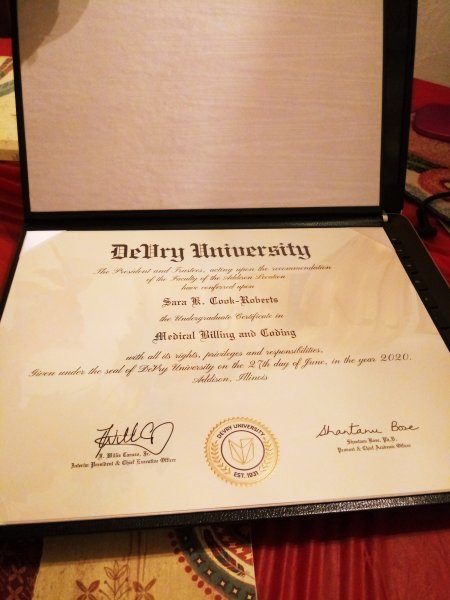 DeVry University
The President and Trustees, acting upon the recommendation
of the Faculty of the Addison Location
have conferred upon
Sara K. Cook-Roberts
the Undergraduate Certificate in
Medical Billing and Coding
with all its rights, privileges and responsibilities.
Given under the seal of DeVry University on the 27th day of June, in the year 2020.
Addison, Illinois
Shantanu Bose
Interim President & Chief Executive Officer
DEVRY UNIVERSITY
EST. 1931
Shantanu Bose, Ph.D.
Provost & Chief Academic Officer